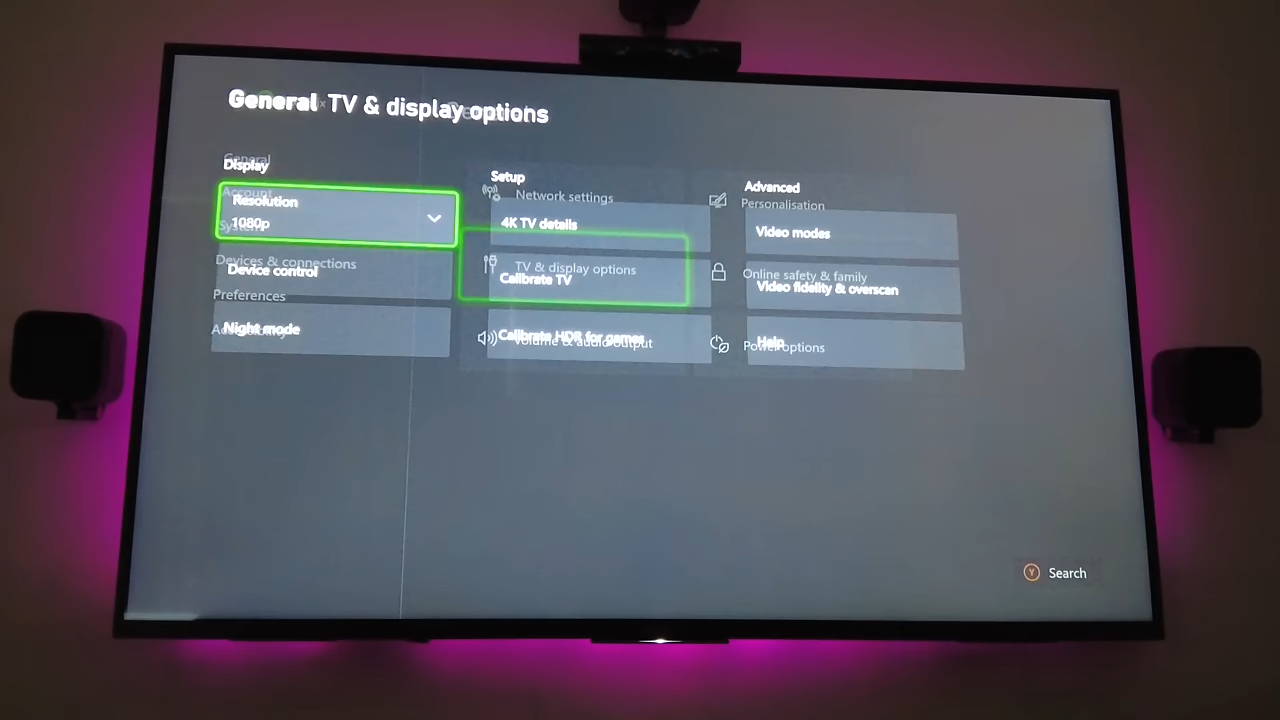 General TV & display options
General
Display
Account
Resolution
1080p
System
Devices & connections
Device control
Preferences
Night mode
Setup
Network settings
4K TV details
TV & display options
Calibrate TV
Calibrate HDR for games
Volume & audio output
Advanced
Personalisation
Video modes
Online safety & family
Video fidelity & overscan
Help
Power options
Y Search